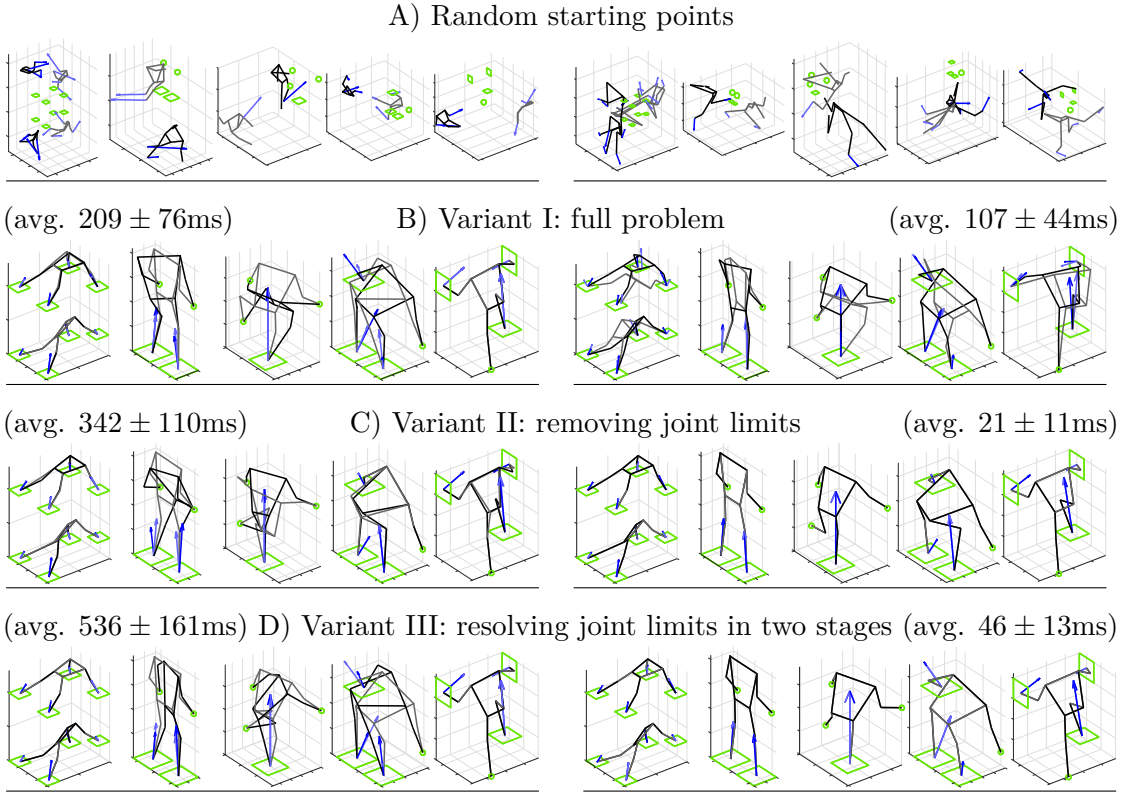 A) Random starting points
(avg. 209 ± 76ms) B) Variant I: full problem (avg. 107 ± 44ms)
(avg. 342 ± 110ms) C) Variant II: removing joint limits (avg. 21 ± 11ms)
(avg. 536 ± 161ms) D) Variant III: resolving joint limits in two stages (avg. 46 ± 13ms)